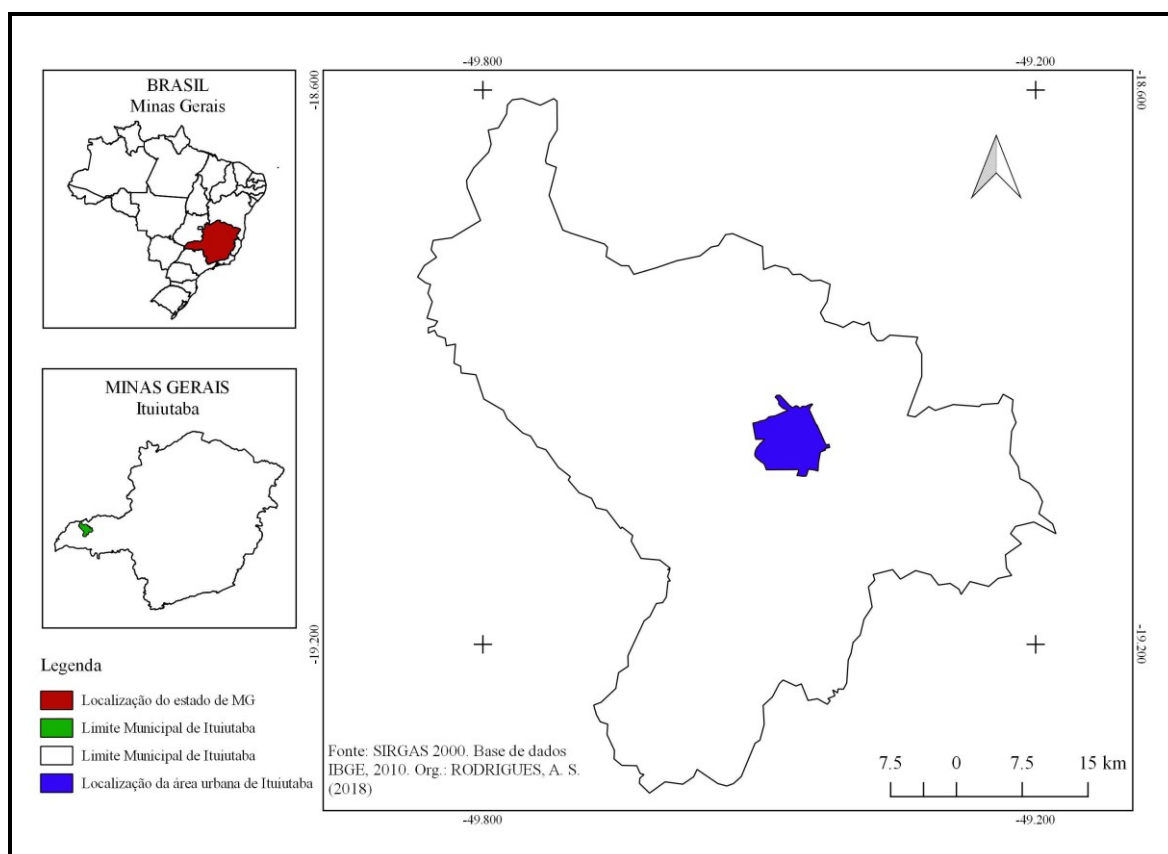 BRASIL
Minas Gerais
MINAS GERAIS
Ituiutaba
Legenda
Localização do estado de MG
Limite Municipal de Ituiutaba
Limite Municipal de Ituiutaba
Localização da área urbana de Ituiutaba
-49.800
-49.200
-18.600
-18.600
-19.200
-19.200
Fonte: SIRGAS 2000. Base de dados
IBGE, 2010. Org.: RODRIGUES, A. S.
(2018)
7.5 0 7.5 15 km
-49.800
-49.200